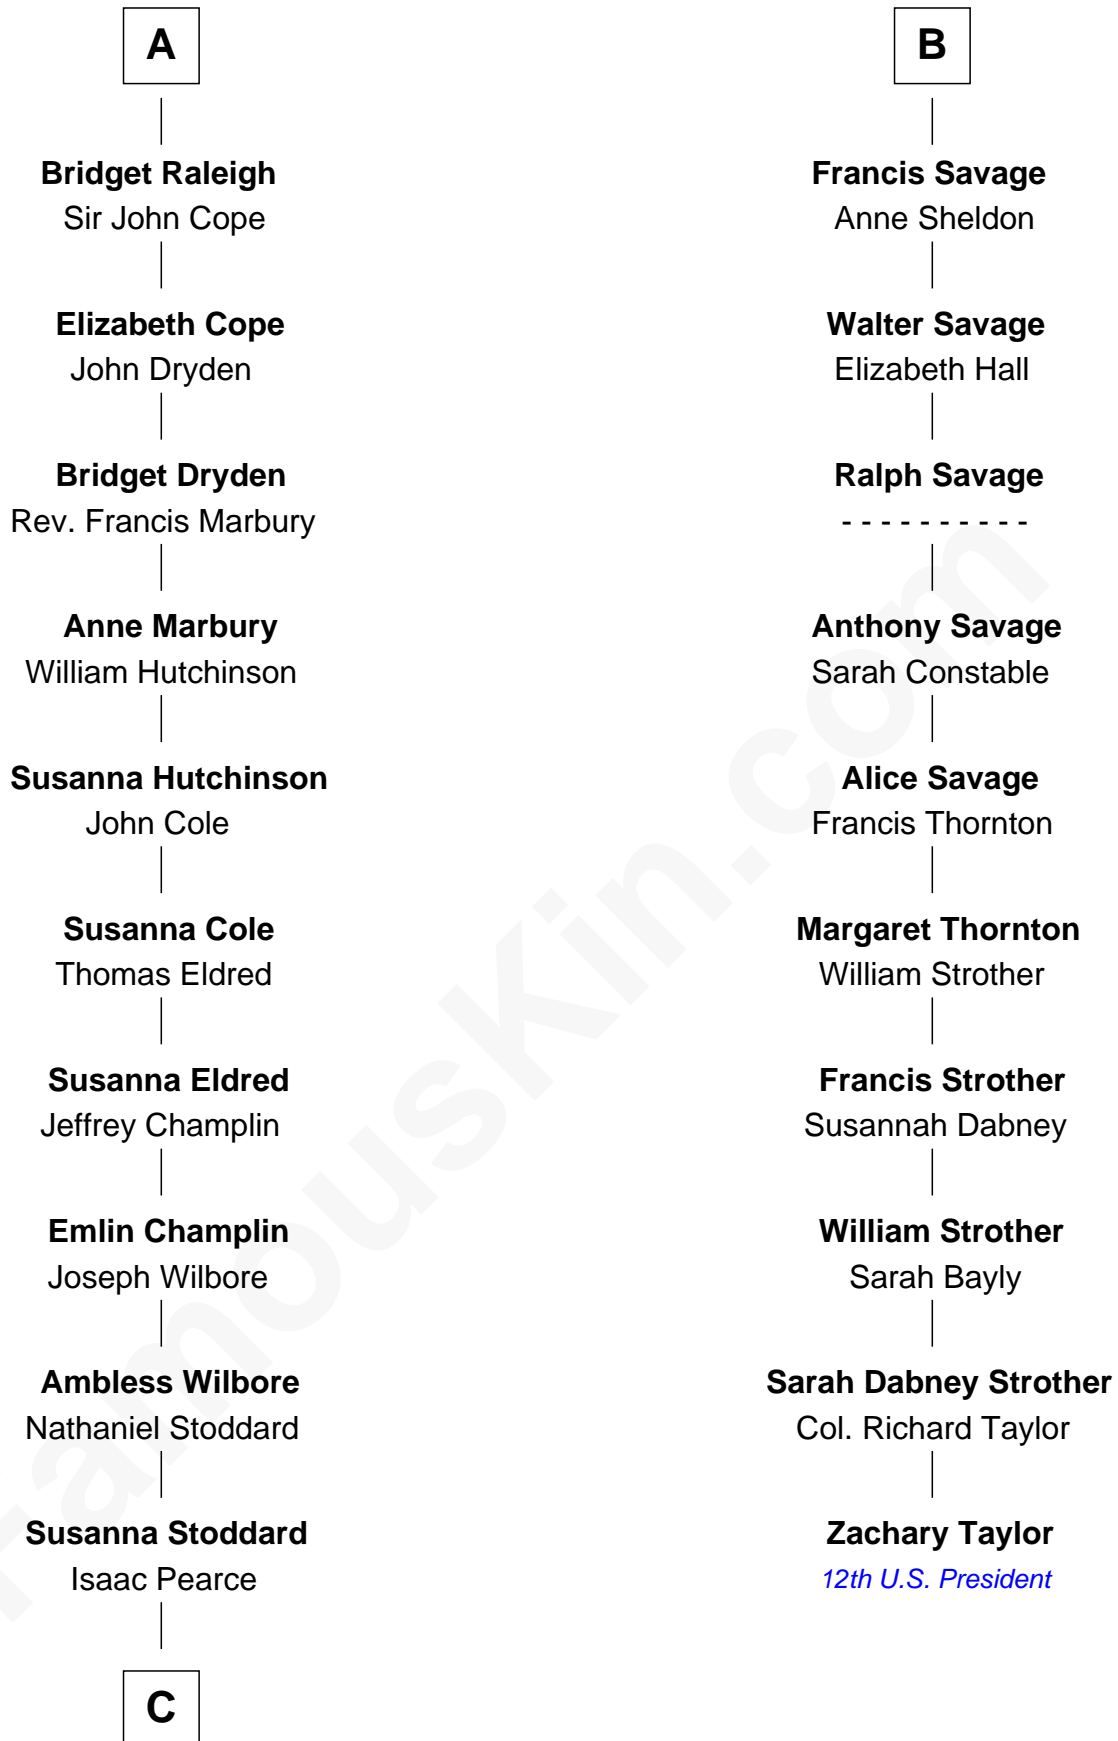 A
Bridget Raleigh
Sir John Cope
Elizabeth Cope
John Dryden
Bridget Dryden
Rev. Francis Marbury
Anne Marbury
William Hutchinson
Susanna Hutchinson
John Cole
Susanna Cole
Thomas Eldred
Susanna Eldred
Jeffrey Champlin
Emlin Champlin
Joseph Wilbore
Ambless Wilbore
Nathaniel Stoddard
Susanna Stoddard
Isaac Pearce
C
B
Francis Savage
Anne Sheldon
Walter Savage
Elizabeth Hall
Ralph Savage
- - - - - - - - - -
Anthony Savage
Sarah Constable
Alice Savage
Francis Thornton
Margaret Thornton
William Strother
Francis Strother
Susannah Dabney
William Strother
Sarah Bayly
Sarah Dabney Strother
Col. Richard Taylor
Zachary Taylor
12th U.S. President
FamousKin.com